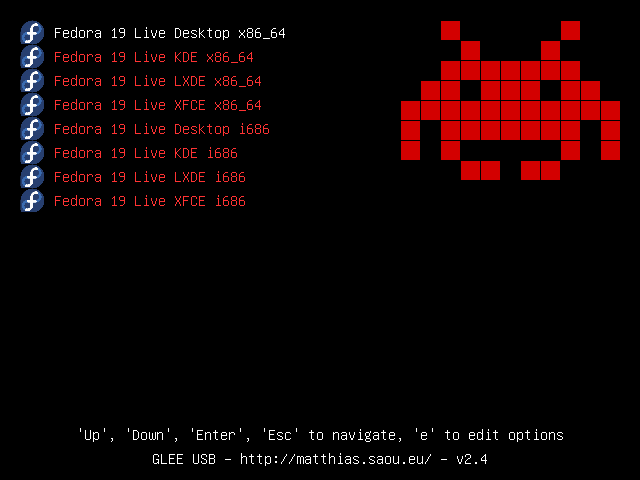 Fedora 19 Live Desktop x86_64
Fedora 19 Live KDE x86_64
Fedora 19 Live LXDE x86_64
Fedora 19 Live XFCE x86_64
Fedora 19 Live Desktop i686
Fedora 19 Live KDE i686
Fedora 19 Live LXDE i686
Fedora 19 Live XFCE i686
'Up', 'Down', 'Enter', 'Esc' to navigate, 'e' to edit options
GLEE USB - http://matthias.saou.eu/ - v2.4